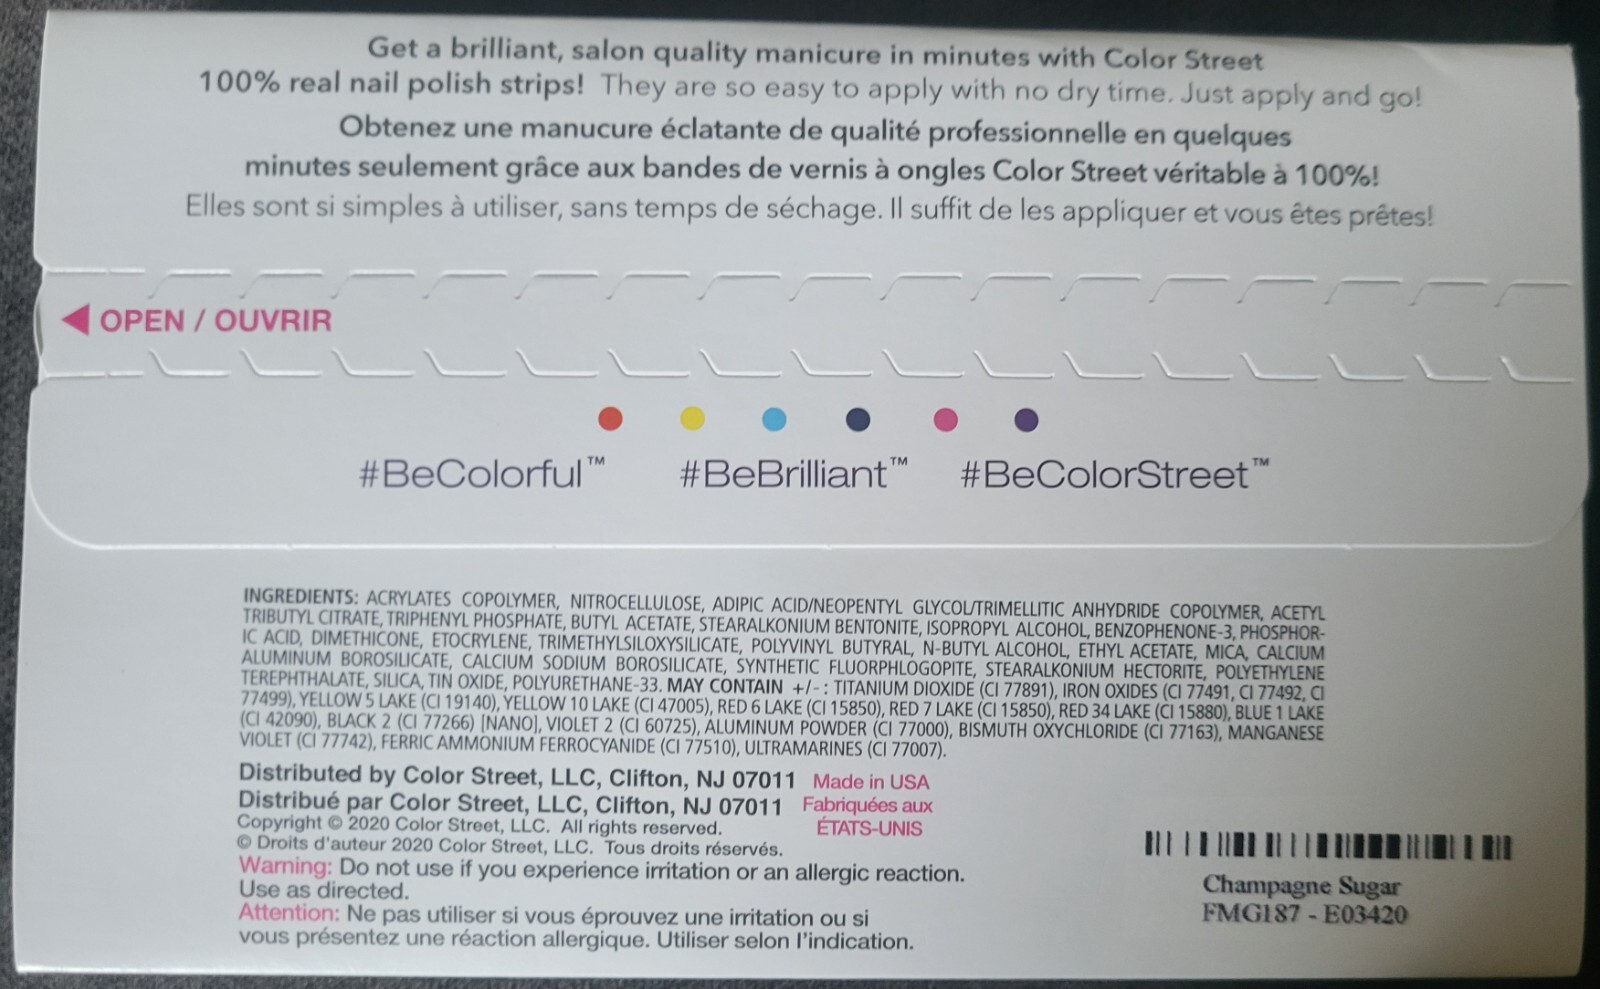 Get a brilliant, salon quality manicure in minutes with Color Street
100% real nail polish strips! They are so easy to apply with no dry time. Just apply and go!
Obtenez une manucure éclatante de qualité professionnelle en quelques
minutes seulement grâce aux bandes de vernis à ongles Color Street véritable à 100%!
Elles sont si simples à utiliser, sans temps de séchage. Il suffit de les appliquer et vous êtes prêtes!
OPEN / OUVRIR
#BeColorful™ #BeBrilliant™ #BeColorStreet™
INGREDIENTS: ACRYLATES COPOLYMER, NITROCELLULOSE, ADIPIC ACID/NEOPENTYL GLYCOL/TRIMELLITIC ANHYDRIDE COPOLYMER, ACETYL
TRIBUTYL CITRATE, TRIPHENYL PHOSPHATE, BUTYL ACETATE, STEARALKONIUM BENTONITE, ISOPROPYL ALCOHOL, BENZOPHENONE-3, PHOSPHOR-
IC ACID, DIMETHICONE, ETOCRYLENE, TRIMETHYLSILOXYSILICATE, POLYVINYL BUTYRAL, N-BUTYL ALCOHOL, ETHYL ACETATE, MICA, CALCIUM
ALUMINUM BOROSILICATE, CALCIUM SODIUM BOROSILICATE, SYNTHETIC FLUORPHLOGOPITE, STEARALKONIUM HECTORITE, POLYETHYLENE
TEREPHTHALATE, SILICA, TIN OXIDE, POLYURETHANE-33. MAY CONTAIN +/- : TITANIUM DIOXIDE (CI 77891), IRON OXIDES (CI 77491, CI 77492, CI
77499), YELLOW 5 LAKE (CI 19140), YELLOW 10 LAKE (CI 47005), RED 6 LAKE (CI 15850), RED 7 LAKE (CI 15850), RED 34 LAKE (CI 15880), BLUE 1 LAKE
(CI 42090), BLACK 2 (CI 77266) [NANO], VIOLET 2 (CI 60725), ALUMINUM POWDER (CI 77000), BISMUTH OXYCHLORIDE (CI 77163), MANGANESE
VIOLET (CI 77742), FERRIC AMMONIUM FERROCYANIDE (CI 77510), ULTRAMARINES (CI 77007).
Distributed by Color Street, LLC, Clifton, NJ 07011 Made in USA
Distribué par Color Street, LLC, Clifton, NJ 07011 Fabriquées aux
ÉTATS-UNIS
Copyright © 2020 Color Street, LLC. All rights reserved.
© Droits d'auteur 2020 Color Street, LLC. Tous droits réservés.
Warning: Do not use if you experience irritation or an allergic reaction.
Use as directed.
Attention: Ne pas utiliser si vous éprouvez une irritation ou si
vous présentez une réaction allergique. Utiliser selon l'indication.
Champagne Sugar
FMG187 - E03420